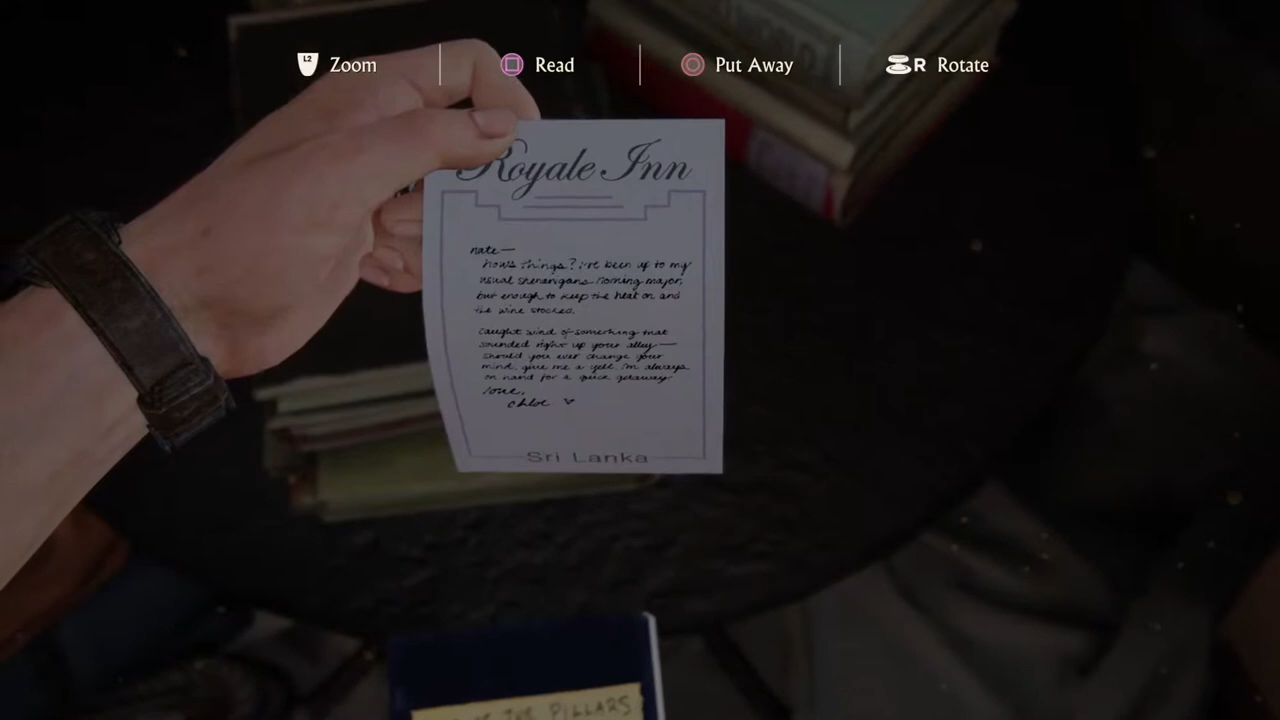 L2 Zoom
Read
Put Away
R Rotate
Royale Inn
nate—
how's things? i've been up to my
usual shenanigans. nothing major,
but enough to keep the heat on and
the wine stocked.
caught wind of something that
sounded right up your alley—
should you ever change your
mind, give me a yell. i'm always
on hand for a quick getaway.
love,
chloe
Sri Lanka
THE PILLARS